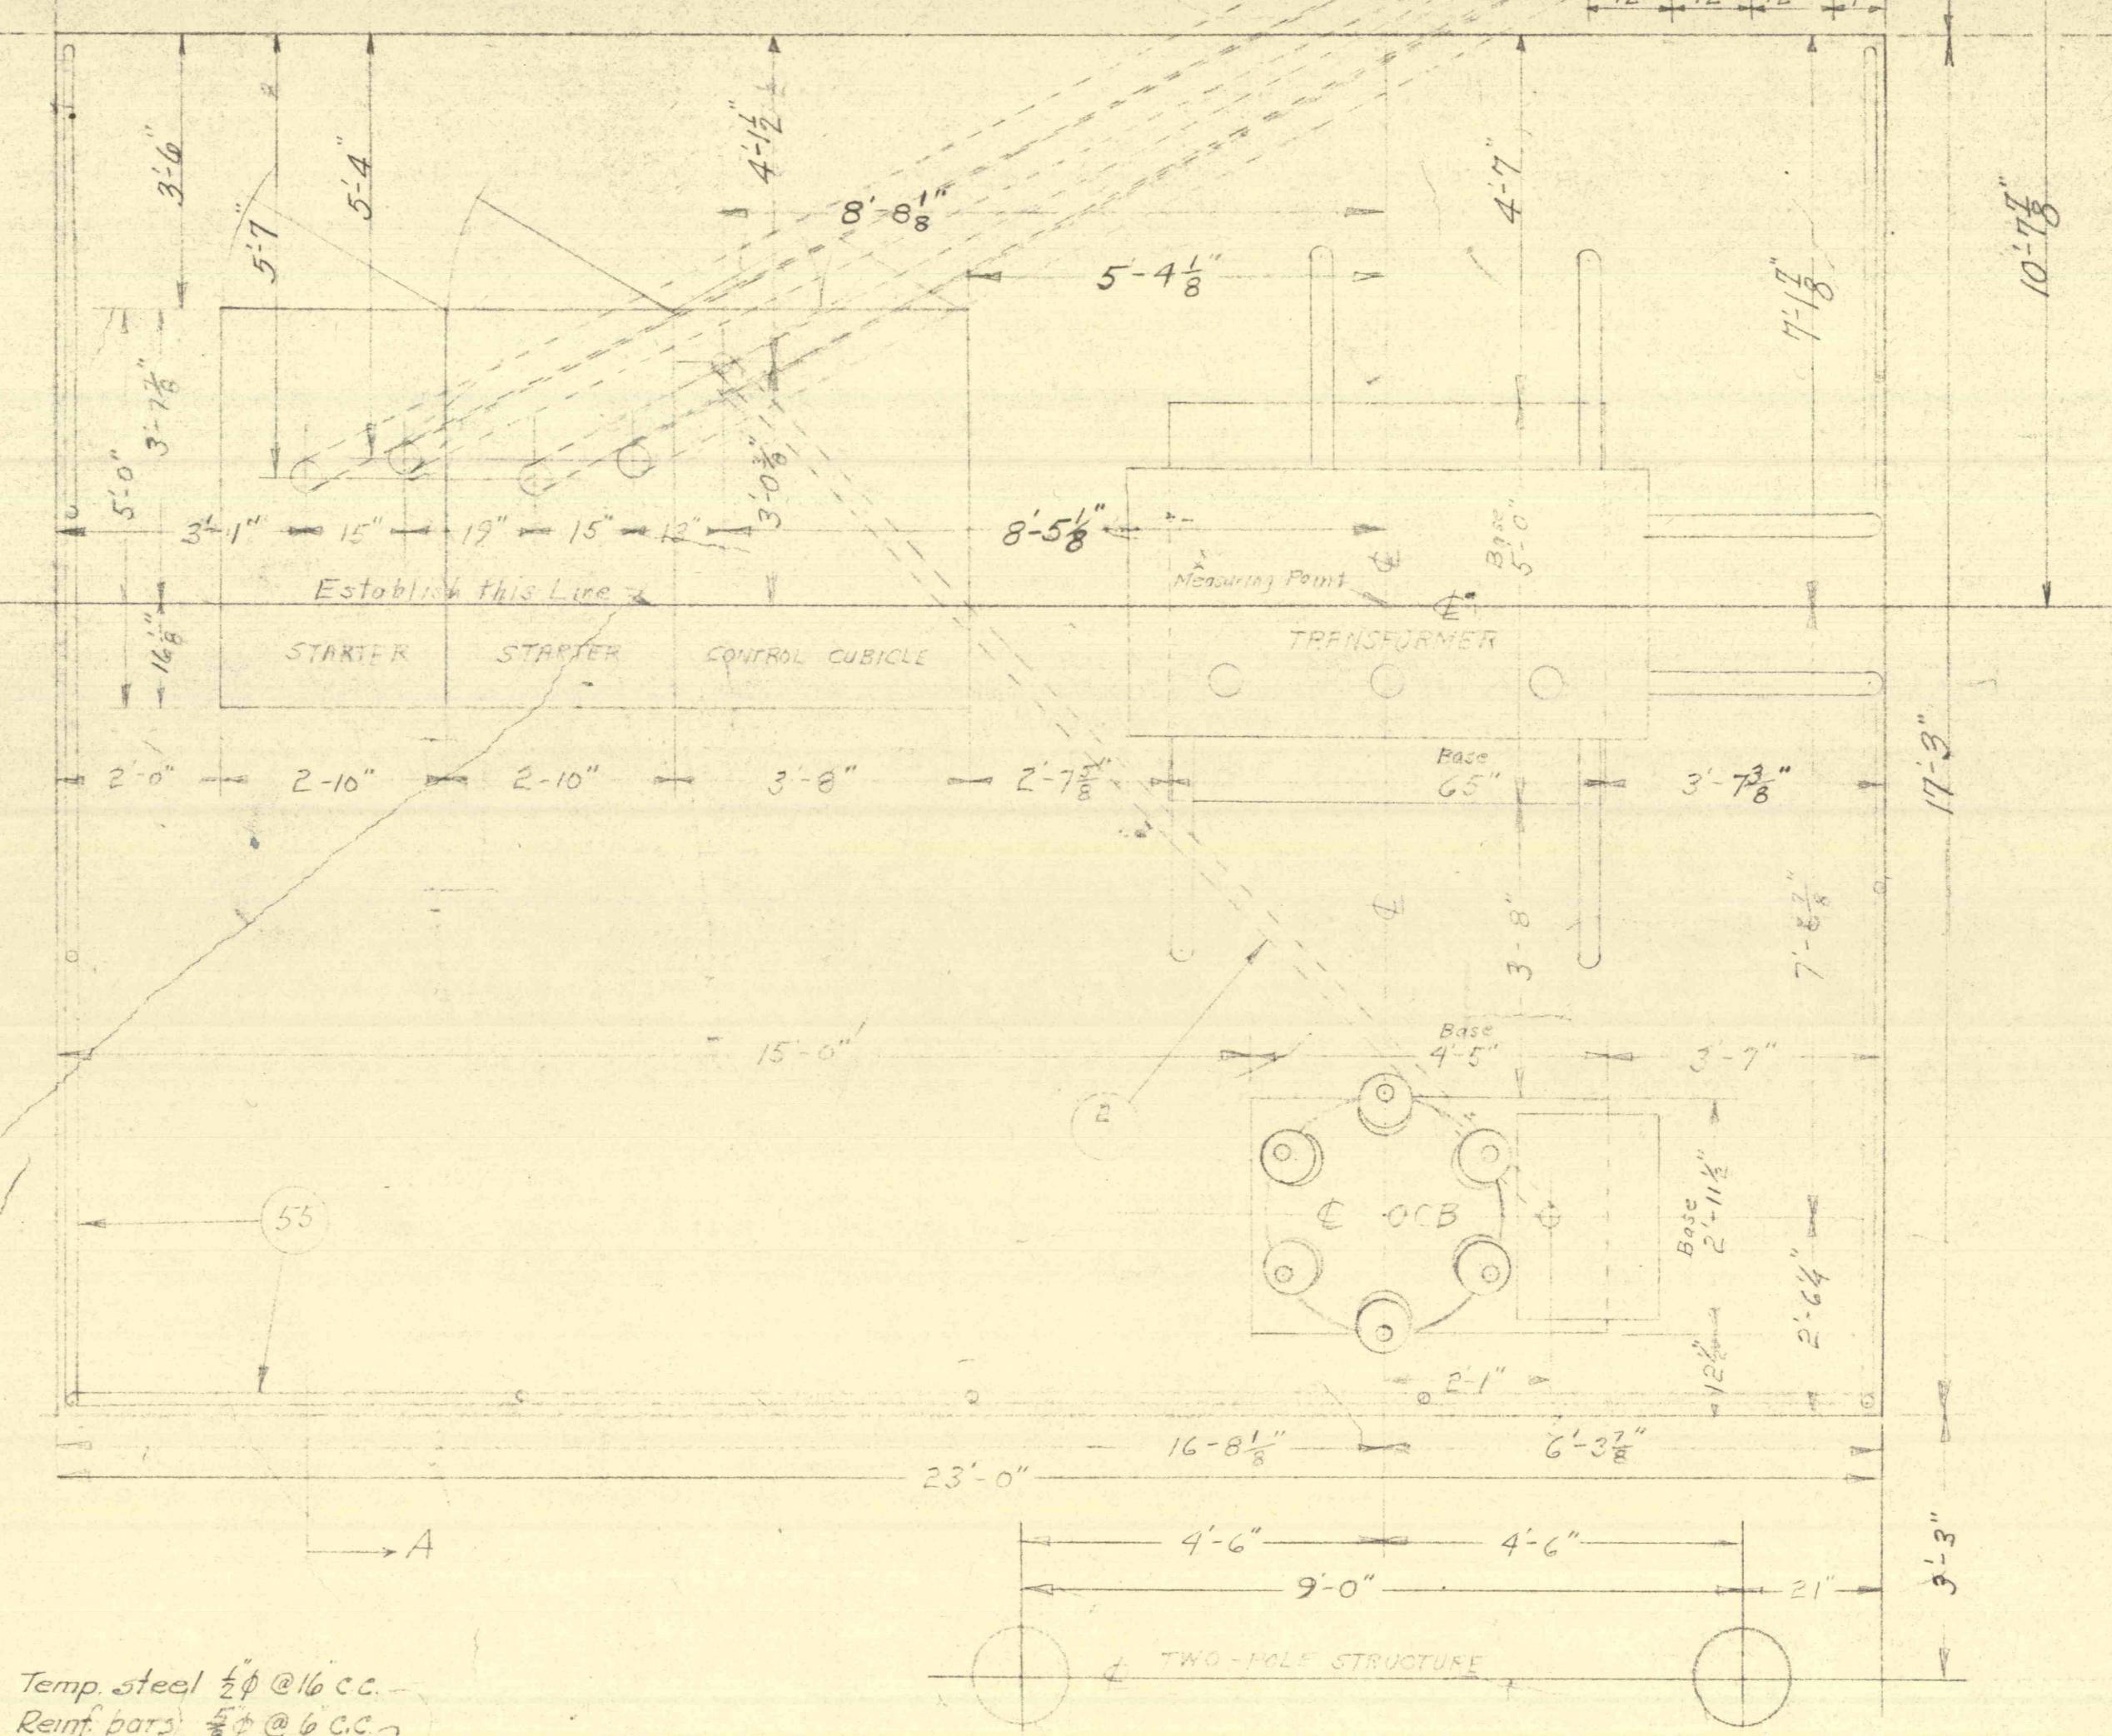 12" 12" 12"
3'-6"
5'-7"
5'-4"
4'-1½"
8'-8⅛"
4'-7"
10'-7⅞"
5'-4⅛"
7'-1⅞"
3'-7⅞"
5'-0"
3'-0⅜"
3'-1" 15" 19" 15" 13"
8'-5⅛"
Base
5'-0"
℄
Measuring Point
Establish this Line
℄
16⅛"
STARTER STARTER CONTROL CUBICLE
TRANSFORMER
2'-0" 2-10" 2-10" 3'-8" 2'-7⅝"
Base
65"
3'-7⅜"
17'-3"
℄
3'-8"
15'-0"
Base
4'-5"
3'-7"
2
55
℄ OCB
℄
Base
2'-11½"
2'-6¼"
12½"
2'-1"
16-8⅛" 6'-3⅞"
23'-0"
A
4'-6" 4'-6"
9'-0" 21"
3'-3"
℄ TWO-POLE STRUCTURE
Temp. steel ½"ϕ @ 16" c.c.
Reinf. bars ⅝"ϕ @ 6" C.C.